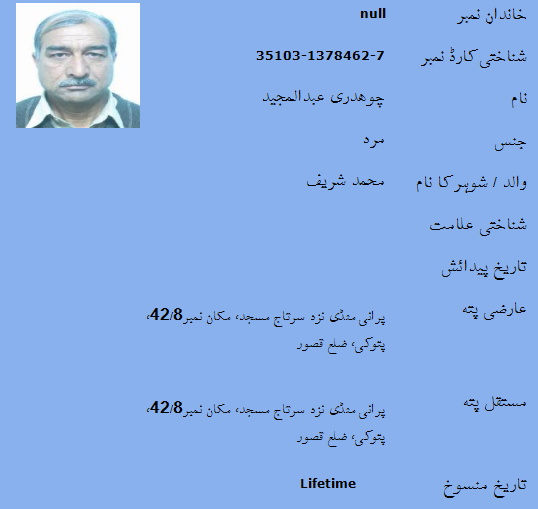 خاندان نمبر null
شناختی کارڈ نمبر 35103-1378462-7
نام چوھدری عبدالمجید
جنس مرد
والد / شوہر کا نام محمد شریف
شناختی علامت
تاریخ پیدائش
عارضی پتہ پرانی منڈی نزد سرتاج مسجد، مکان نمبر42/8،
پتوکی، ضلع قصور
مستقل پتہ پرانی منڈی نزد سرتاج مسجد، مکان نمبر42/8،
پتوکی، ضلع قصور
تاریخ منسوخ Lifetime